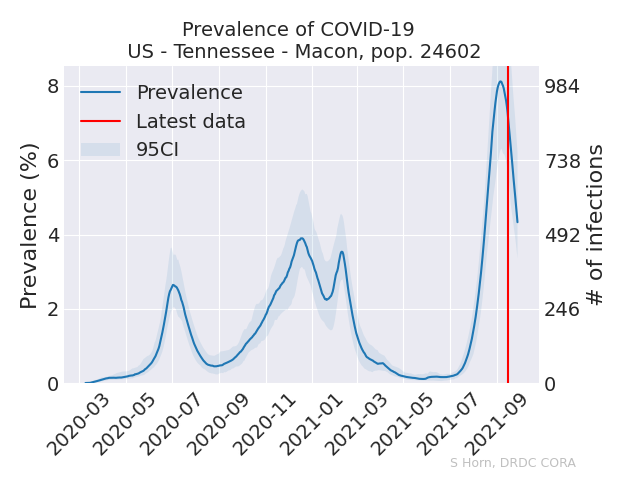 Prevalence of COVID-19
US - Tennessee - Macon, pop. 24602
Prevalence
Latest data
95CI
Prevalence (%)
8
6
4
2
0
984
738
492
246
0
# of infections
2020-03
2020-05
2020-07
2020-09
2020-11
2021-01
2021-03
2021-05
2021-07
2021-09
S Horn, DRDC CORA